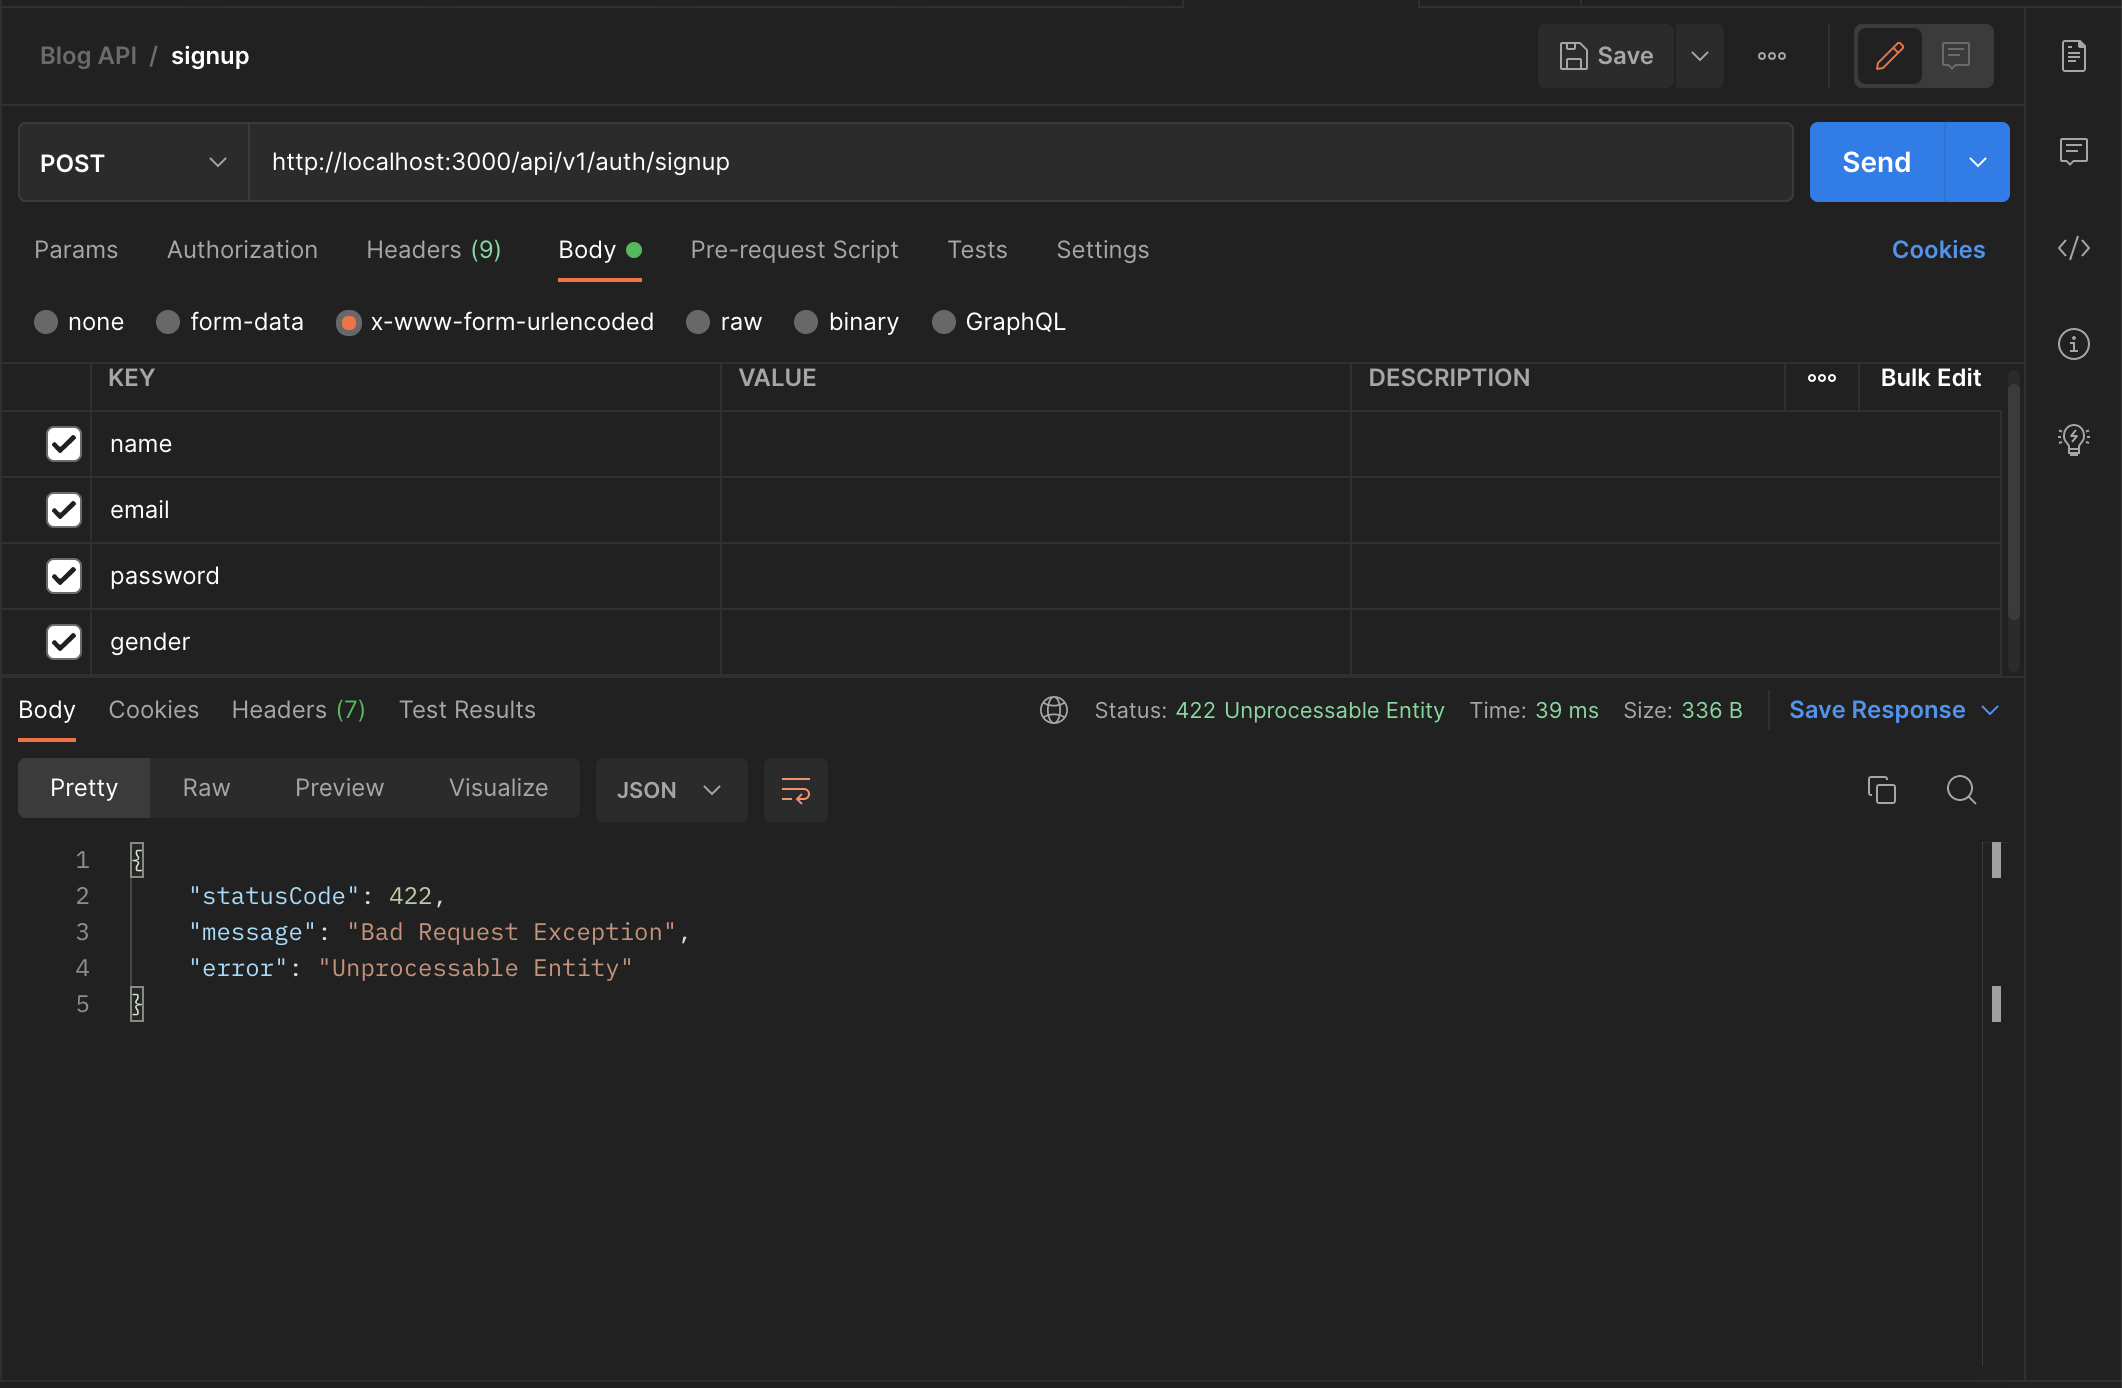 Blog API / signup
Save
POST
http://localhost:3000/api/v1/auth/signup
Send
Params Authorization Headers (9) Body Pre-request Script Tests Settings Cookies
none form-data x-www-form-urlencoded raw binary GraphQL
KEY VALUE DESCRIPTION ooo Bulk Edit
name
email
password
gender
Body Cookies Headers (7) Test Results Status: 422 Unprocessable Entity Time: 39 ms Size: 336 B Save Response
Pretty Raw Preview Visualize JSON
1 {
2 "statusCode": 422,
3 "message": "Bad Request Exception",
4 "error": "Unprocessable Entity"
5 }